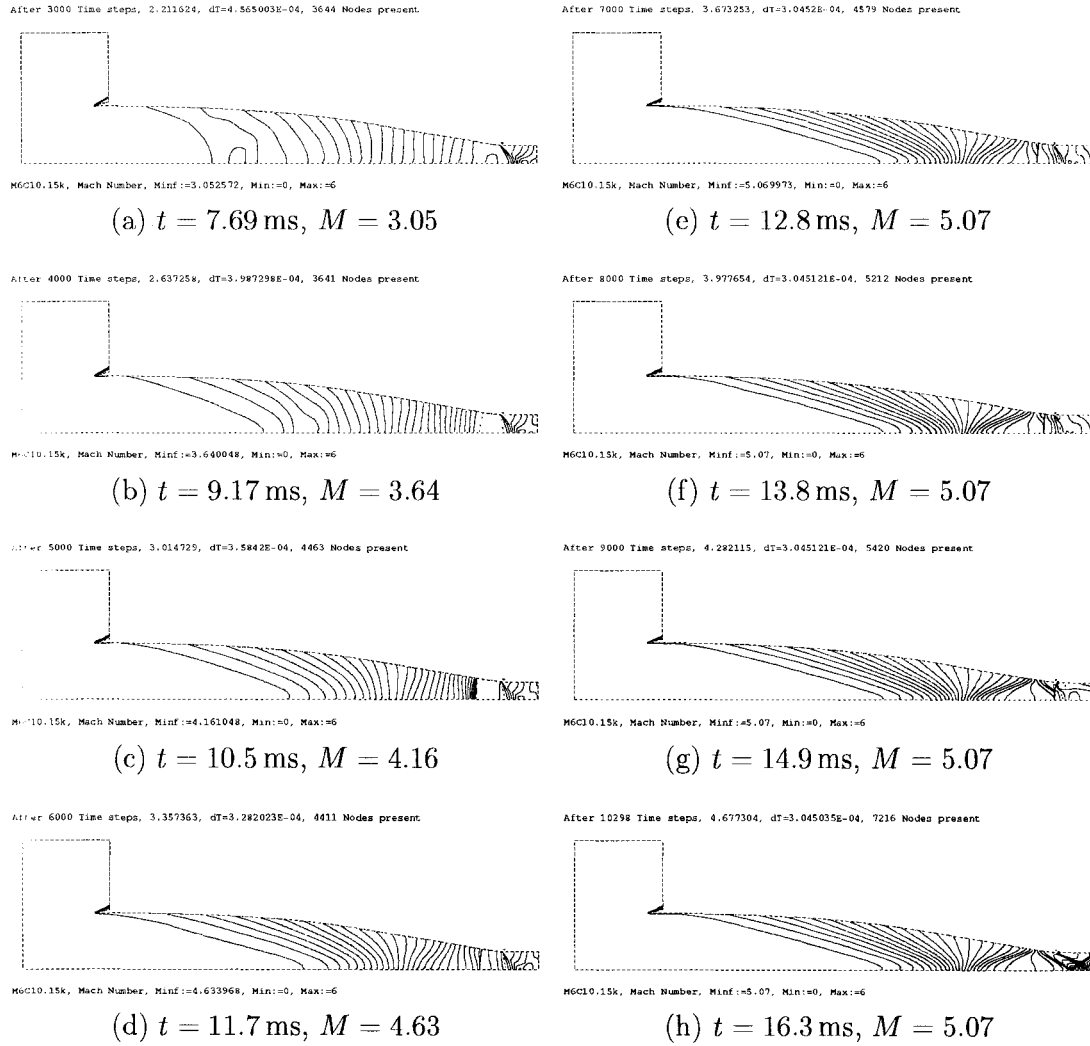 After 3000 Time steps, 2.211624, dT=4.565003E-04, 3644 Nodes present
M6C10.15k, Mach Number, Minf:=3.052572, Min:=0, Max:=6
(a) t = 7.69 ms, M = 3.05
After 4000 Time steps, 2.637258, dT=3.987298E-04, 3641 Nodes present
M6C10.15k, Mach Number, Minf:=3.640048, Min:=0, Max:=6
(b) t = 9.17 ms, M = 3.64
After 5000 Time steps, 3.014729, dT=3.5842E-04, 4463 Nodes present
M6C10.15k, Mach Number, Minf:=4.161048, Min:=0, Max:=6
(c) t = 10.5 ms, M = 4.16
After 6000 Time steps, 3.357363, dT=3.282023E-04, 4411 Nodes present
M6C10.15k, Mach Number, Minf:=4.633968, Min:=0, Max:=6
(d) t = 11.7 ms, M = 4.63
After 7000 Time steps, 3.673253, dT=3.0452E-04, 4579 Nodes present
M6C10.15k, Mach Number, Minf:=5.069973, Min:=0, Max:=6
(e) t = 12.8 ms, M = 5.07
After 8000 Time steps, 3.977654, dT=3.045121E-04, 5212 Nodes present
M6C10.15k, Mach Number, Minf:=5.07, Min:=0, Max:=6
(f) t = 13.8 ms, M = 5.07
After 9000 Time steps, 4.282115, dT=3.045121E-04, 5420 Nodes present
M6C10.15k, Mach Number, Minf:=5.07, Min:=0, Max:=6
(g) t = 14.9 ms, M = 5.07
After 10298 Time steps, 4.677304, dT=3.045035E-04, 7216 Nodes present
M6C10.15k, Mach Number, Minf:=5.07, Min:=0, Max:=6
(h) t = 16.3 ms, M = 5.07